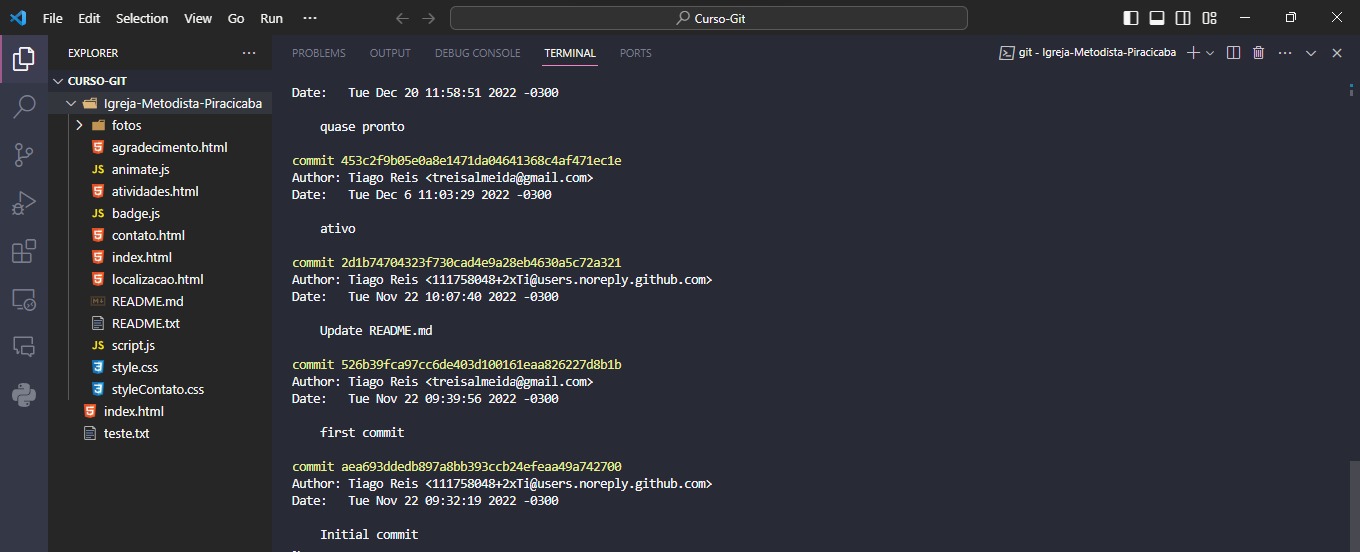 File Edit Selection View Go Run ···
Curso-Git
EXPLORER ···
CURSO-GIT
Igreja-Metodista-Piracicaba
fotos
agradecimento.html
JS animate.js
atividades.html
JS badge.js
contato.html
index.html
localizacao.html
README.md
README.txt
JS script.js
style.css
styleContato.css
index.html
teste.txt
PROBLEMS OUTPUT DEBUG CONSOLE TERMINAL PORTS
git - Igreja-Metodista-Piracicaba
Date:   Tue Dec 20 11:58:51 2022 -0300
quase pronto
commit 453c2f9b05e0a8e1471da04641368c4af471ec1e
Author: Tiago Reis <treisalmeida@gmail.com>
Date:   Tue Dec 6 11:03:29 2022 -0300
ativo
commit 2d1b74704323f730cad4e9a28eb4630a5c72a321
Author: Tiago Reis <111758048+2xTi@users.noreply.github.com>
Date:   Tue Nov 22 10:07:40 2022 -0300
Update README.md
commit 526b39fca97cc6de403d100161eaa826227d8b1b
Author: Tiago Reis <treisalmeida@gmail.com>
Date:   Tue Nov 22 09:39:56 2022 -0300
first commit
commit aea693ddedb897a8bb393ccb24efeaa49a742700
Author: Tiago Reis <111758048+2xTi@users.noreply.github.com>
Date:   Tue Nov 22 09:32:19 2022 -0300
Initial commit